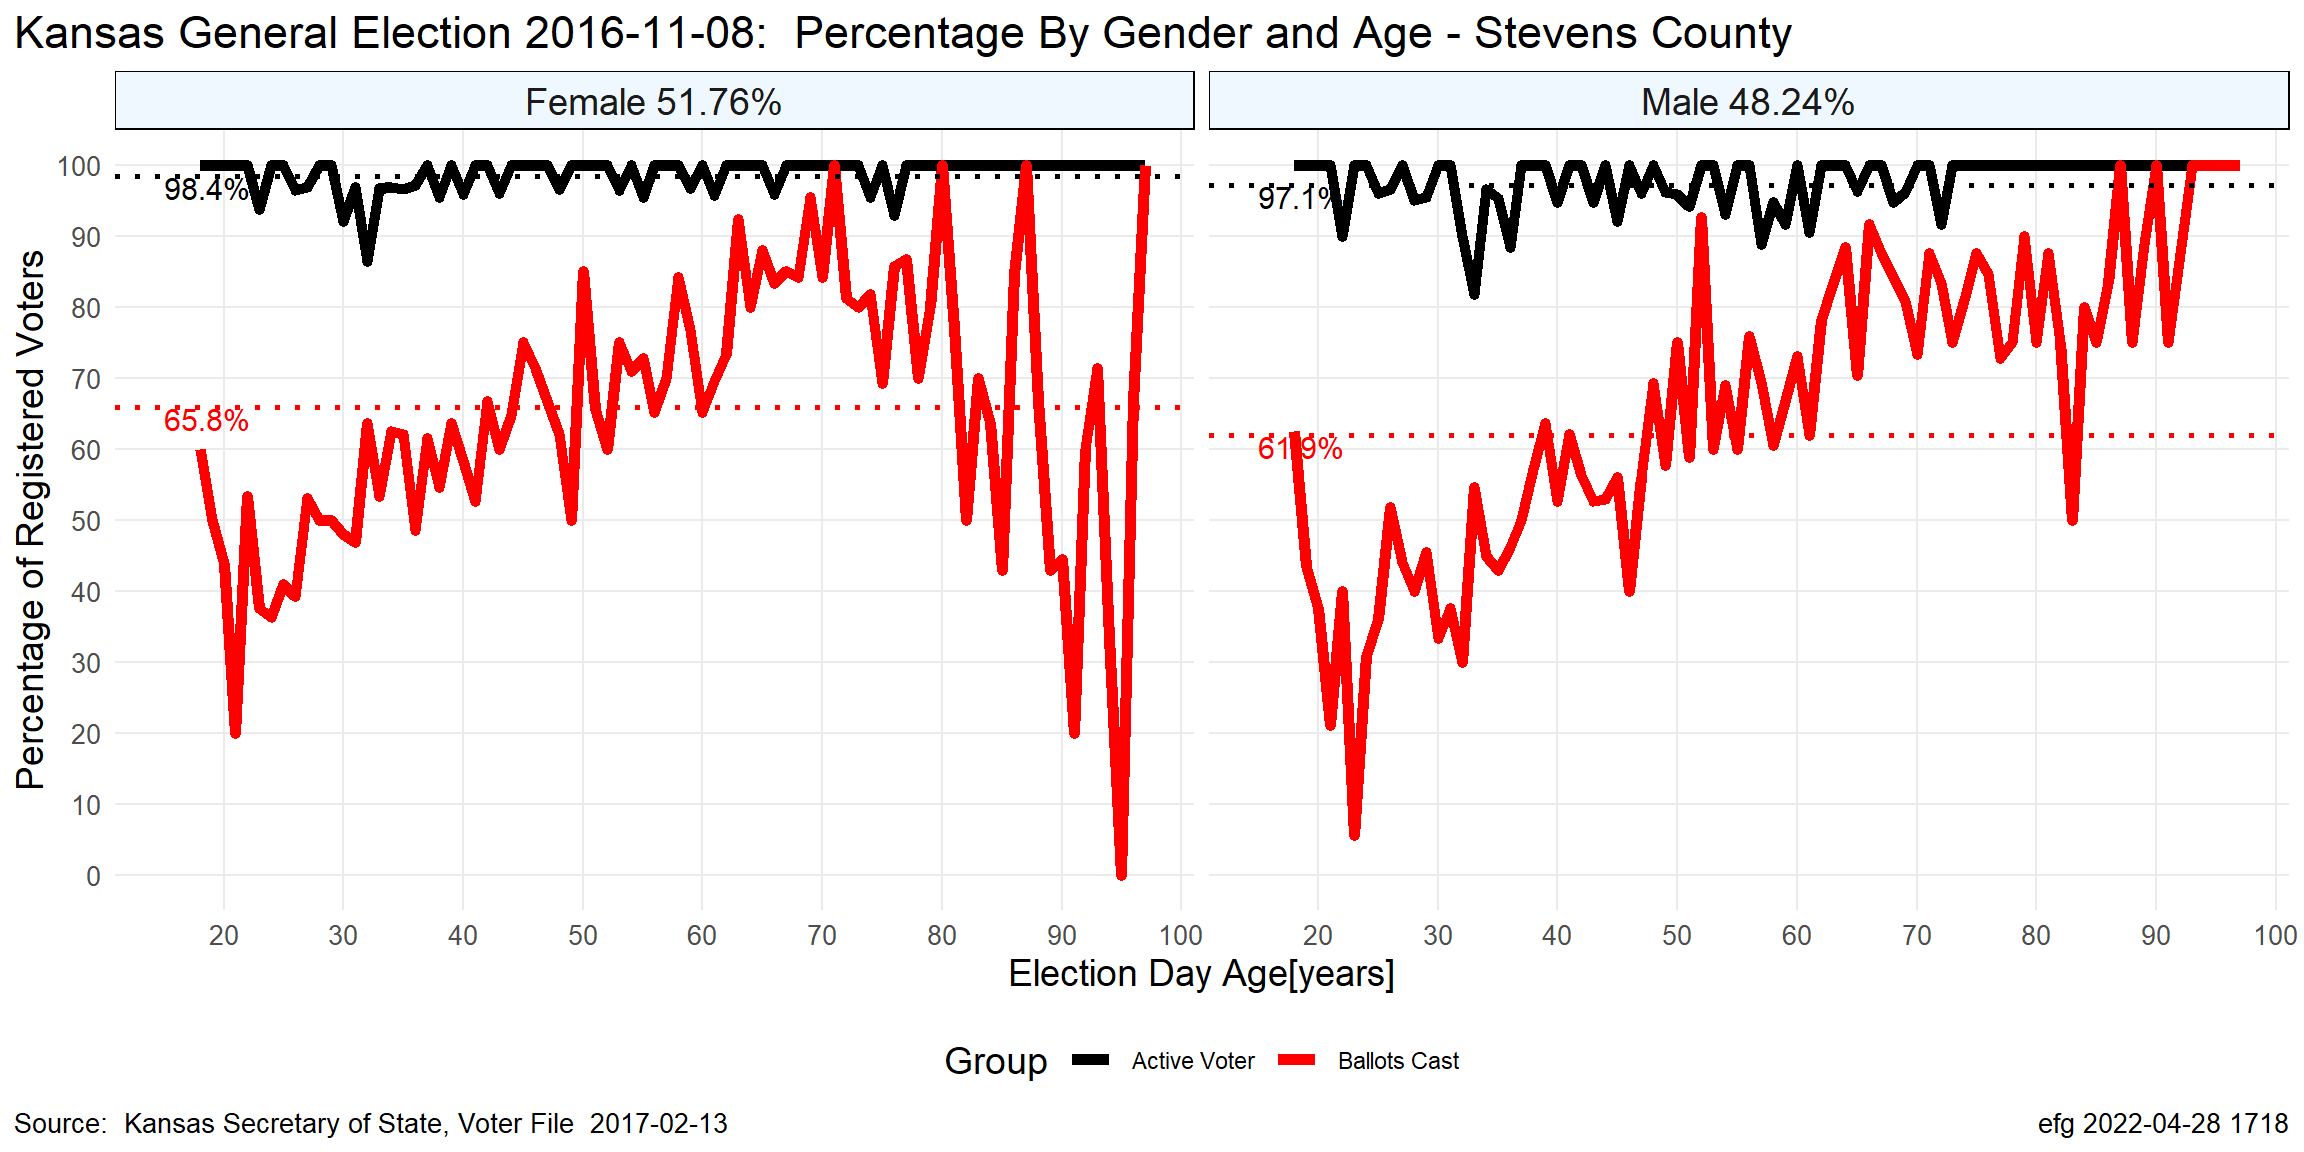 Kansas General Election 2016-11-08:  Percentage By Gender and Age - Stevens County
Female 51.76%
Male 48.24%
Percentage of Registered Voters
100
90
80
70
60
50
40
30
20
10
0
98.4%
65.8%
97.1%
61.9%
20 30 40 50 60 70 80 90 100
20 30 40 50 60 70 80 90 100
Election Day Age[years]
Group Active Voter Ballots Cast
Source:  Kansas Secretary of State, Voter File  2017-02-13
efg 2022-04-28 1718